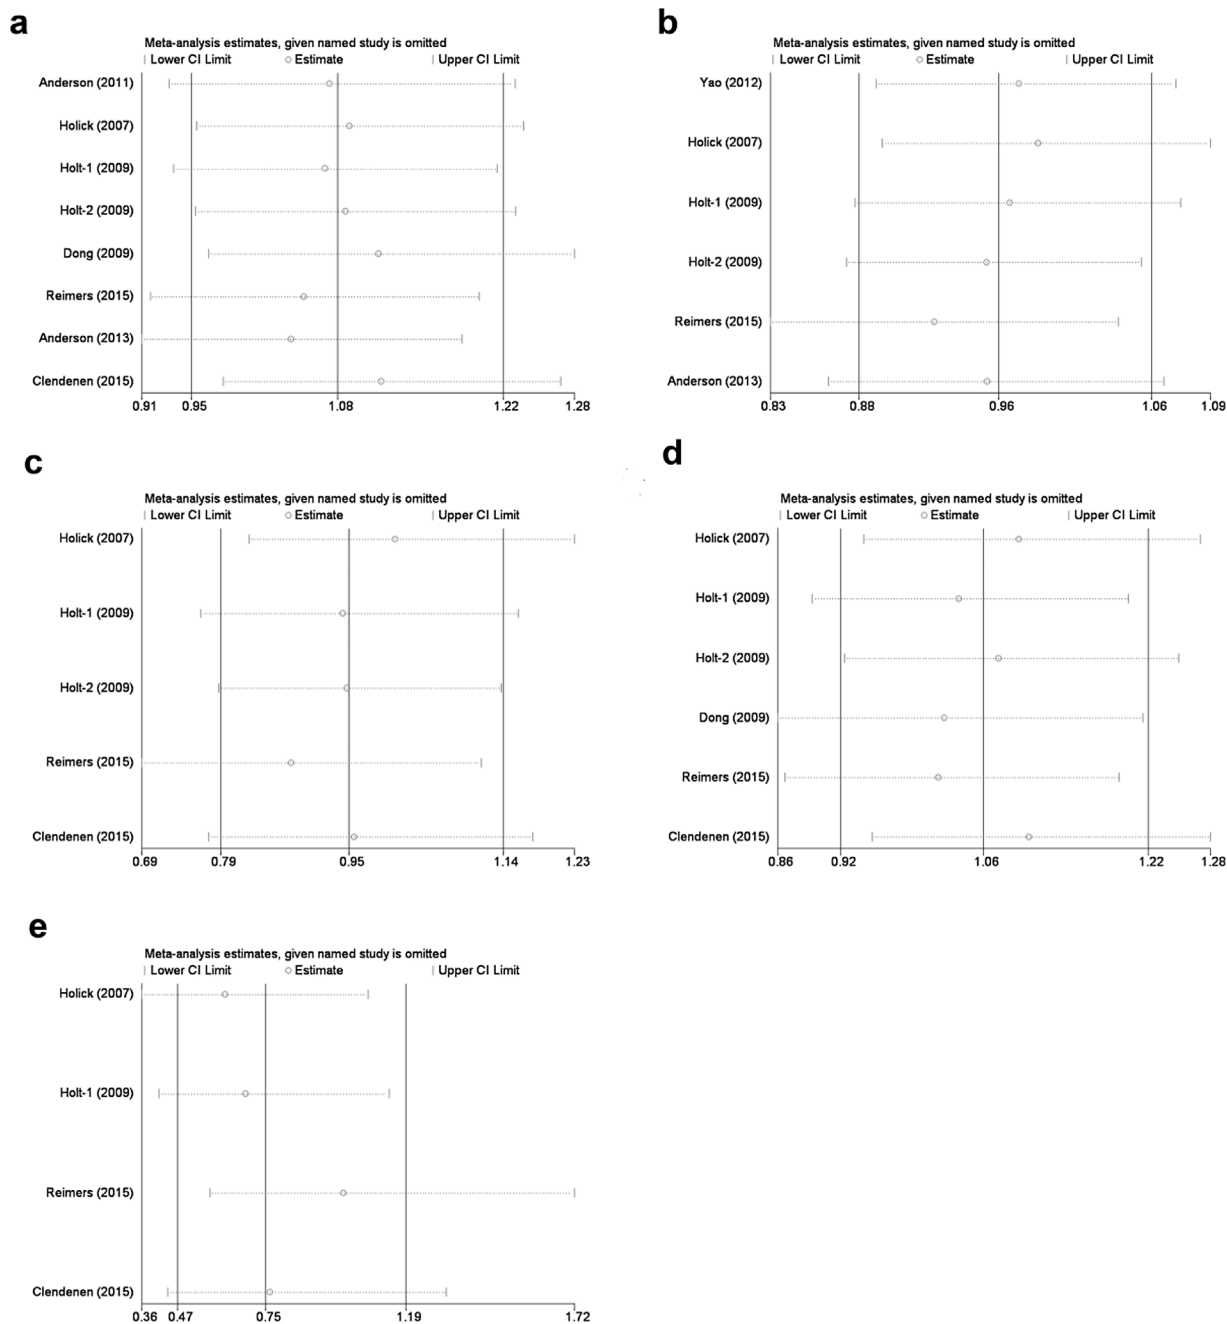 a
Meta-analysis estimates, given named study is omitted
Lower CI Limit Estimate Upper CI Limit
Anderson (2011)
Holick (2007)
Holt-1 (2009)
Holt-2 (2009)
Dong (2009)
Reimers (2015)
Anderson (2013)
Clendenen (2015)
0.91 0.95 1.08 1.22 1.28
b
Meta-analysis estimates, given named study is omitted
Lower CI Limit Estimate Upper CI Limit
Yao (2012)
Holick (2007)
Holt-1 (2009)
Holt-2 (2009)
Reimers (2015)
Anderson (2013)
0.83 0.88 0.96 1.06 1.09
c
Meta-analysis estimates, given named study is omitted
Lower CI Limit Estimate Upper CI Limit
Holick (2007)
Holt-1 (2009)
Holt-2 (2009)
Reimers (2015)
Clendenen (2015)
0.69 0.79 0.95 1.14 1.23
d
Meta-analysis estimates, given named study is omitted
Lower CI Limit Estimate Upper CI Limit
Holick (2007)
Holt-1 (2009)
Holt-2 (2009)
Dong (2009)
Reimers (2015)
Clendenen (2015)
0.86 0.92 1.06 1.22 1.28
e
Meta-analysis estimates, given named study is omitted
Lower CI Limit Estimate Upper CI Limit
Holick (2007)
Holt-1 (2009)
Reimers (2015)
Clendenen (2015)
0.36 0.47 0.75 1.19 1.72